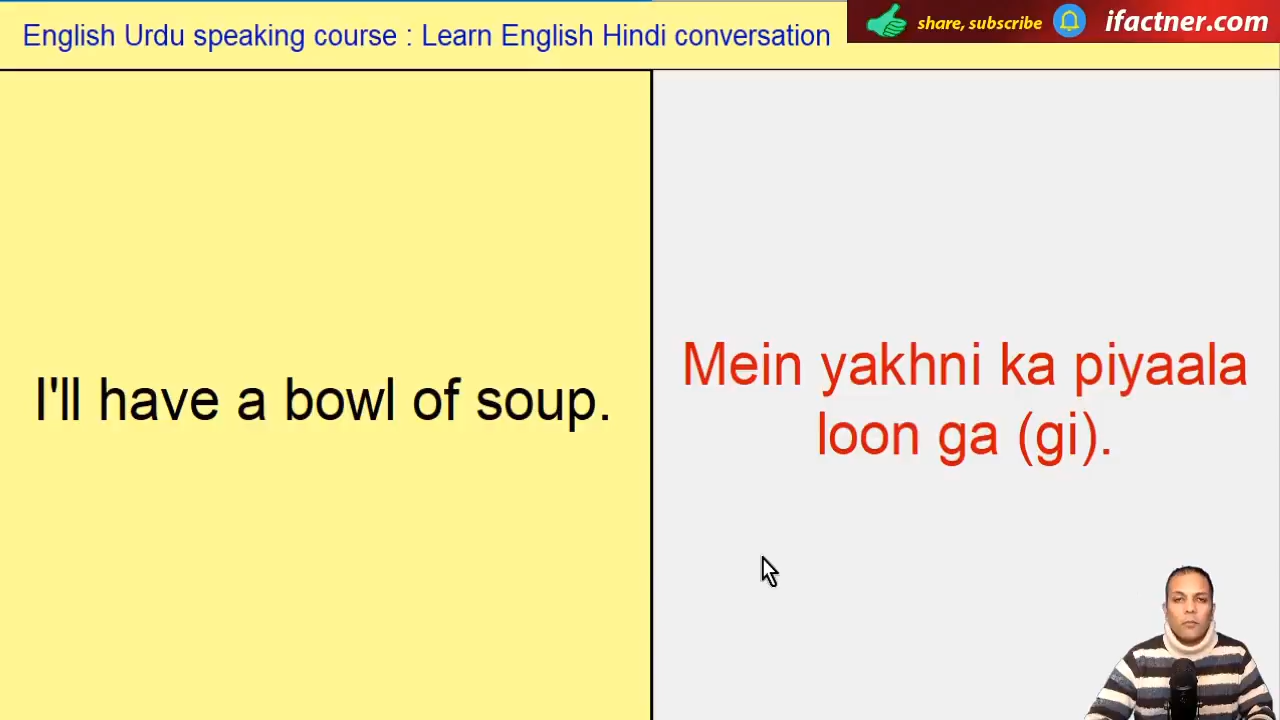 English Urdu speaking course : Learn English Hindi conversation
share, subscribe
ifactner.com
I'll have a bowl of soup.
Mein yakhni ka piyaala
loon ga (gi).